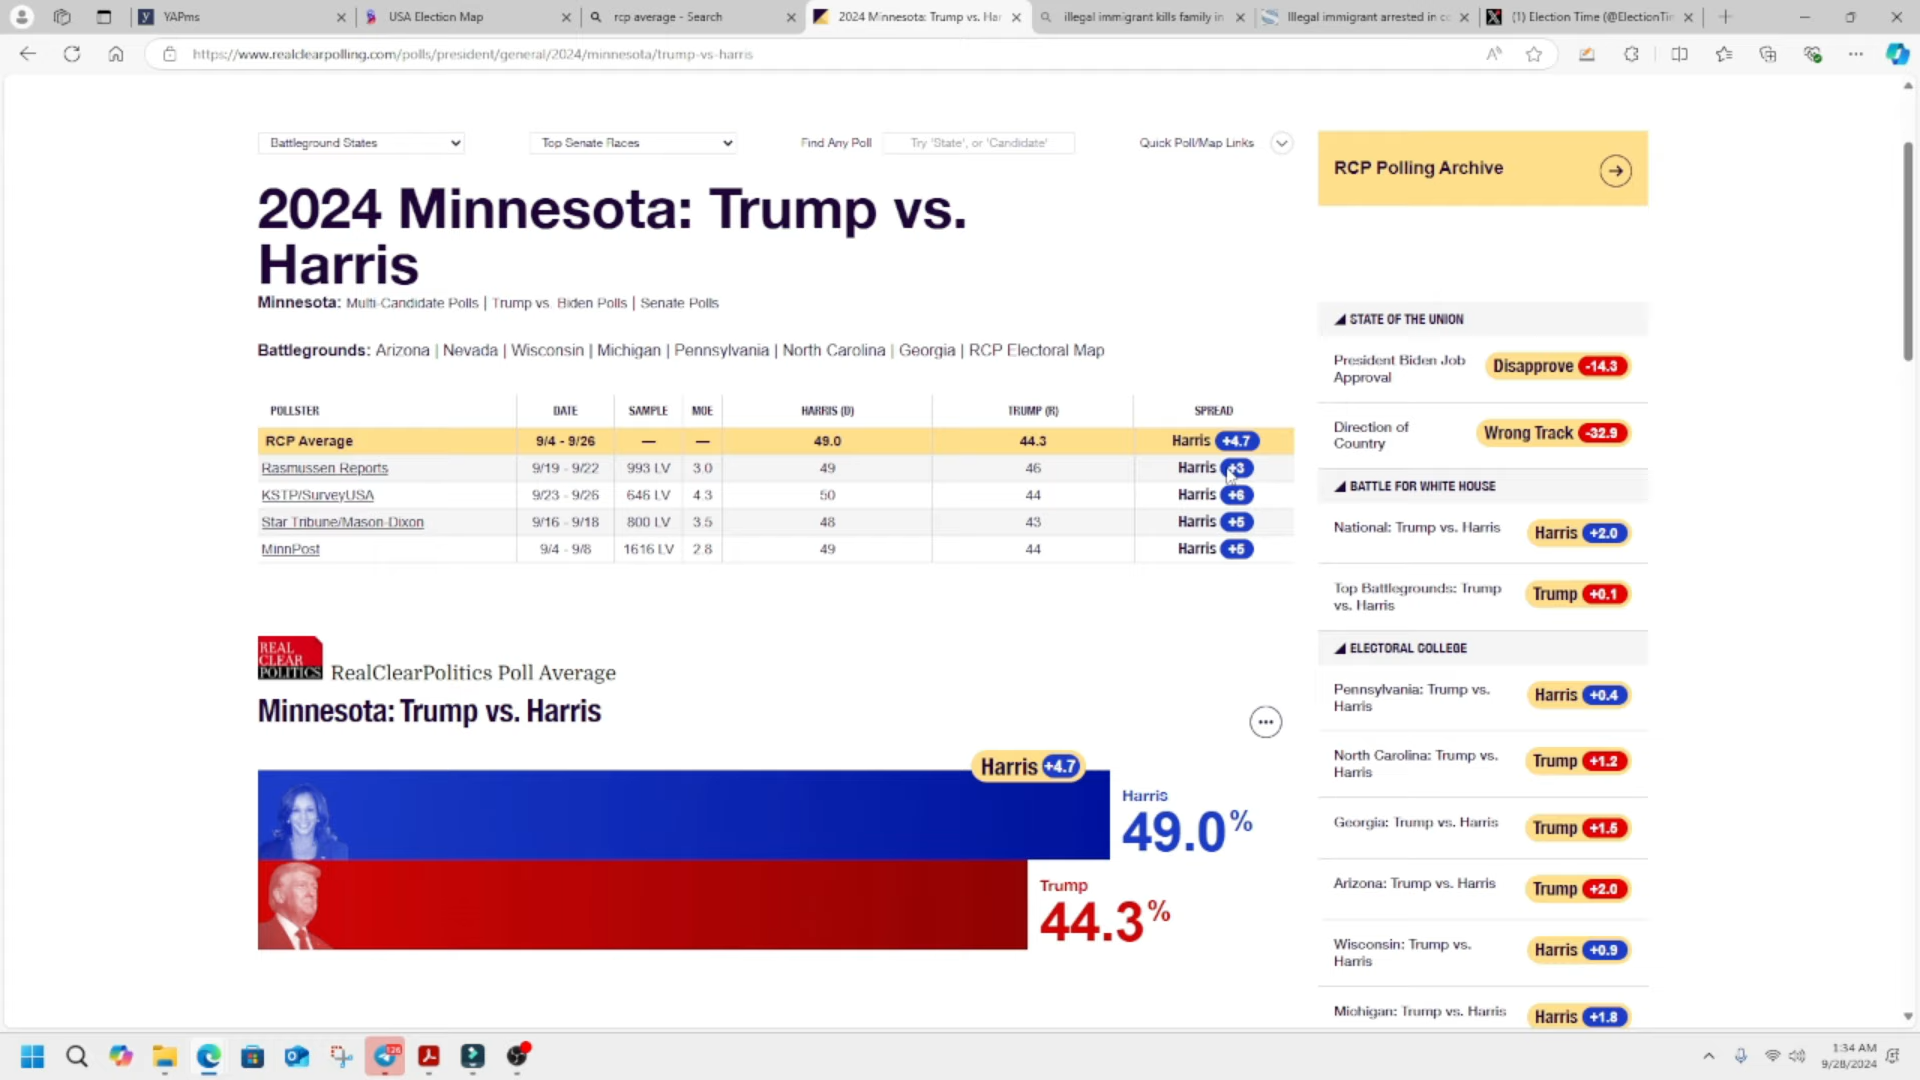 YAPms
USA Election Map
rcp average - Search
2024 Minnesota: Trump vs. Har
illegal immigrant kills family in
Illegal immigrant arrested in co
(1) Election Time (@ElectionTim
https://www.realclearpolling.com/polls/president/general/2024/minnesota/trump-vs-harris
Battleground States
Top Senate Races
Find Any Poll
Try 'State', or 'Candidate'
Quick Poll/Map Links
RCP Polling Archive
2024 Minnesota: Trump vs.
Harris
Minnesota: Multi-Candidate Polls | Trump vs. Biden Polls | Senate Polls
Battlegrounds: Arizona | Nevada | Wisconsin | Michigan | Pennsylvania | North Carolina | Georgia | RCP Electoral Map
POLLSTER DATE SAMPLE MOE HARRIS (D) TRUMP (R) SPREAD
RCP Average 9/4 - 9/26 — — 49.0 44.3 Harris +4.7
Rasmussen Reports 9/19 - 9/22 993 LV 3.0 49 46 Harris +3
KSTP/SurveyUSA 9/23 - 9/26 646 LV 4.3 50 44 Harris +6
Star Tribune/Mason-Dixon 9/16 - 9/18 800 LV 3.5 48 43 Harris +5
MinnPost 9/4 - 9/8 1616 LV 2.8 49 44 Harris +5
REAL
CLEAR
POLITICS
RealClearPolitics Poll Average
Minnesota: Trump vs. Harris
Harris +4.7
Harris
49.0%
Trump
44.3%
STATE OF THE UNION
President Biden Job
Approval
Disapprove -14.3
Direction of
Country
Wrong Track -32.9
BATTLE FOR WHITE HOUSE
National: Trump vs. Harris
Harris +2.0
Top Battlegrounds: Trump
vs. Harris
Trump +0.1
ELECTORAL COLLEGE
Pennsylvania: Trump vs.
Harris
Harris +0.4
North Carolina: Trump vs.
Harris
Trump +1.2
Georgia: Trump vs. Harris
Trump +1.5
Arizona: Trump vs. Harris
Trump +2.0
Wisconsin: Trump vs.
Harris
Harris +0.9
Michigan: Trump vs. Harris
Harris +1.8
1:34 AM
9/28/2024